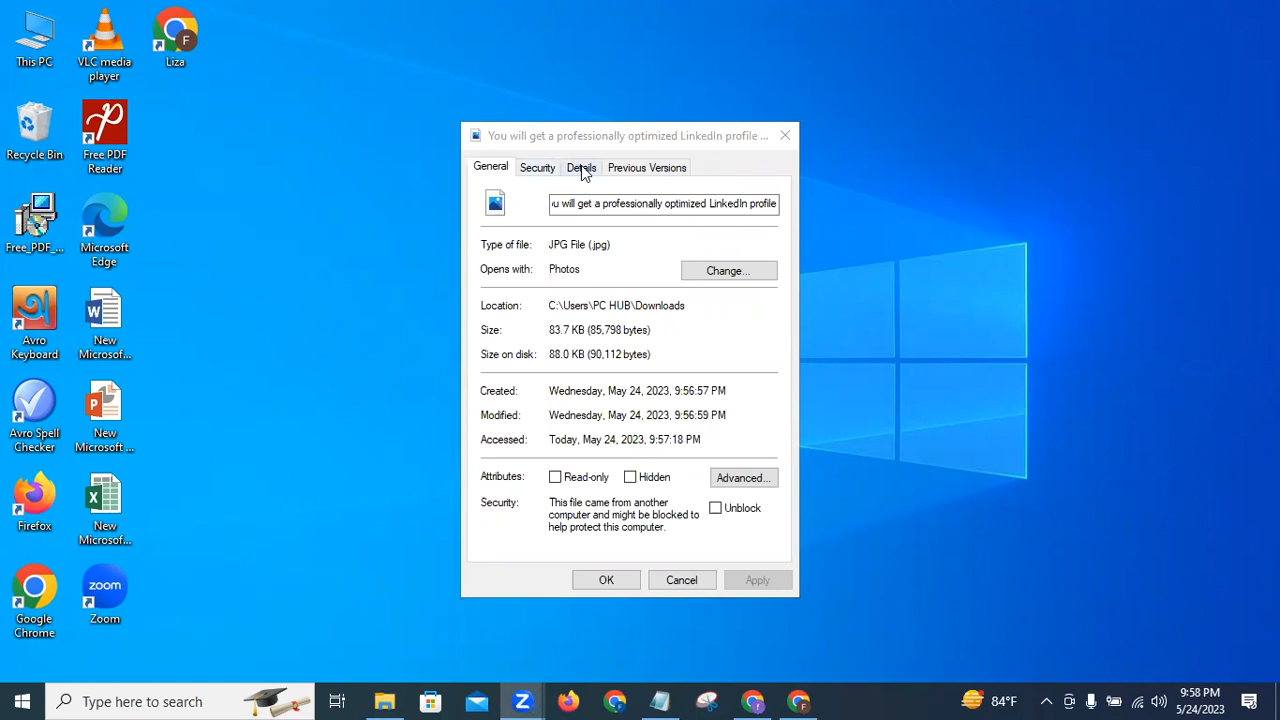 This PC
VLC media
player
Liza
Recycle Bin
Free PDF
Reader
Free_PDF_...
Microsoft
Edge
Avro
Keyboard
New
Microsof...
Avro Spell
Checker
New
Microsoft ...
Firefox
New
Microsof...
Google
Chrome
zoom
Zoom
You will get a professionally optimized LinkedIn profile ...
General Security Details Previous Versions
u will get a professionally optimized LinkedIn profile
Type of file: JPG File (.jpg)
Opens with: Photos Change...
Location: C:\Users\PC HUB\Downloads
Size: 83.7 KB (85,798 bytes)
Size on disk: 88.0 KB (90,112 bytes)
Created: Wednesday, May 24, 2023, 9:56:57 PM
Modified: Wednesday, May 24, 2023, 9:56:59 PM
Accessed: Today, May 24, 2023, 9:57:18 PM
Attributes: Read-only Hidden Advanced...
Security: This file came from another
computer and might be blocked to
help protect this computer.
Unblock
OK Cancel Apply
Type here to search
84°F
9:58 PM
5/24/2023